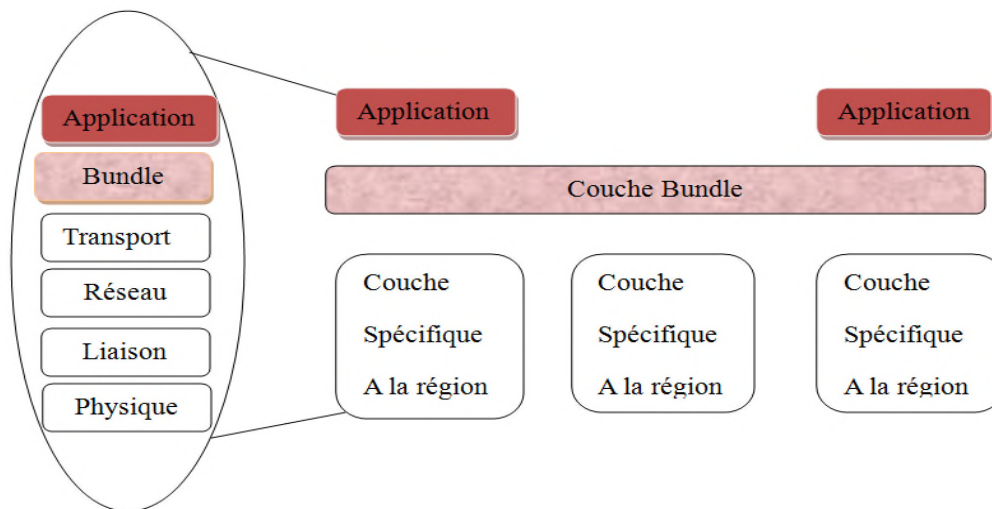 Application
Bundle
Transport
Réseau
Liaison
Physique
Application
Application
Couche Bundle
Couche
Spécifique
A la région
Couche
Spécifique
A la région
Couche
Spécifique
A la région